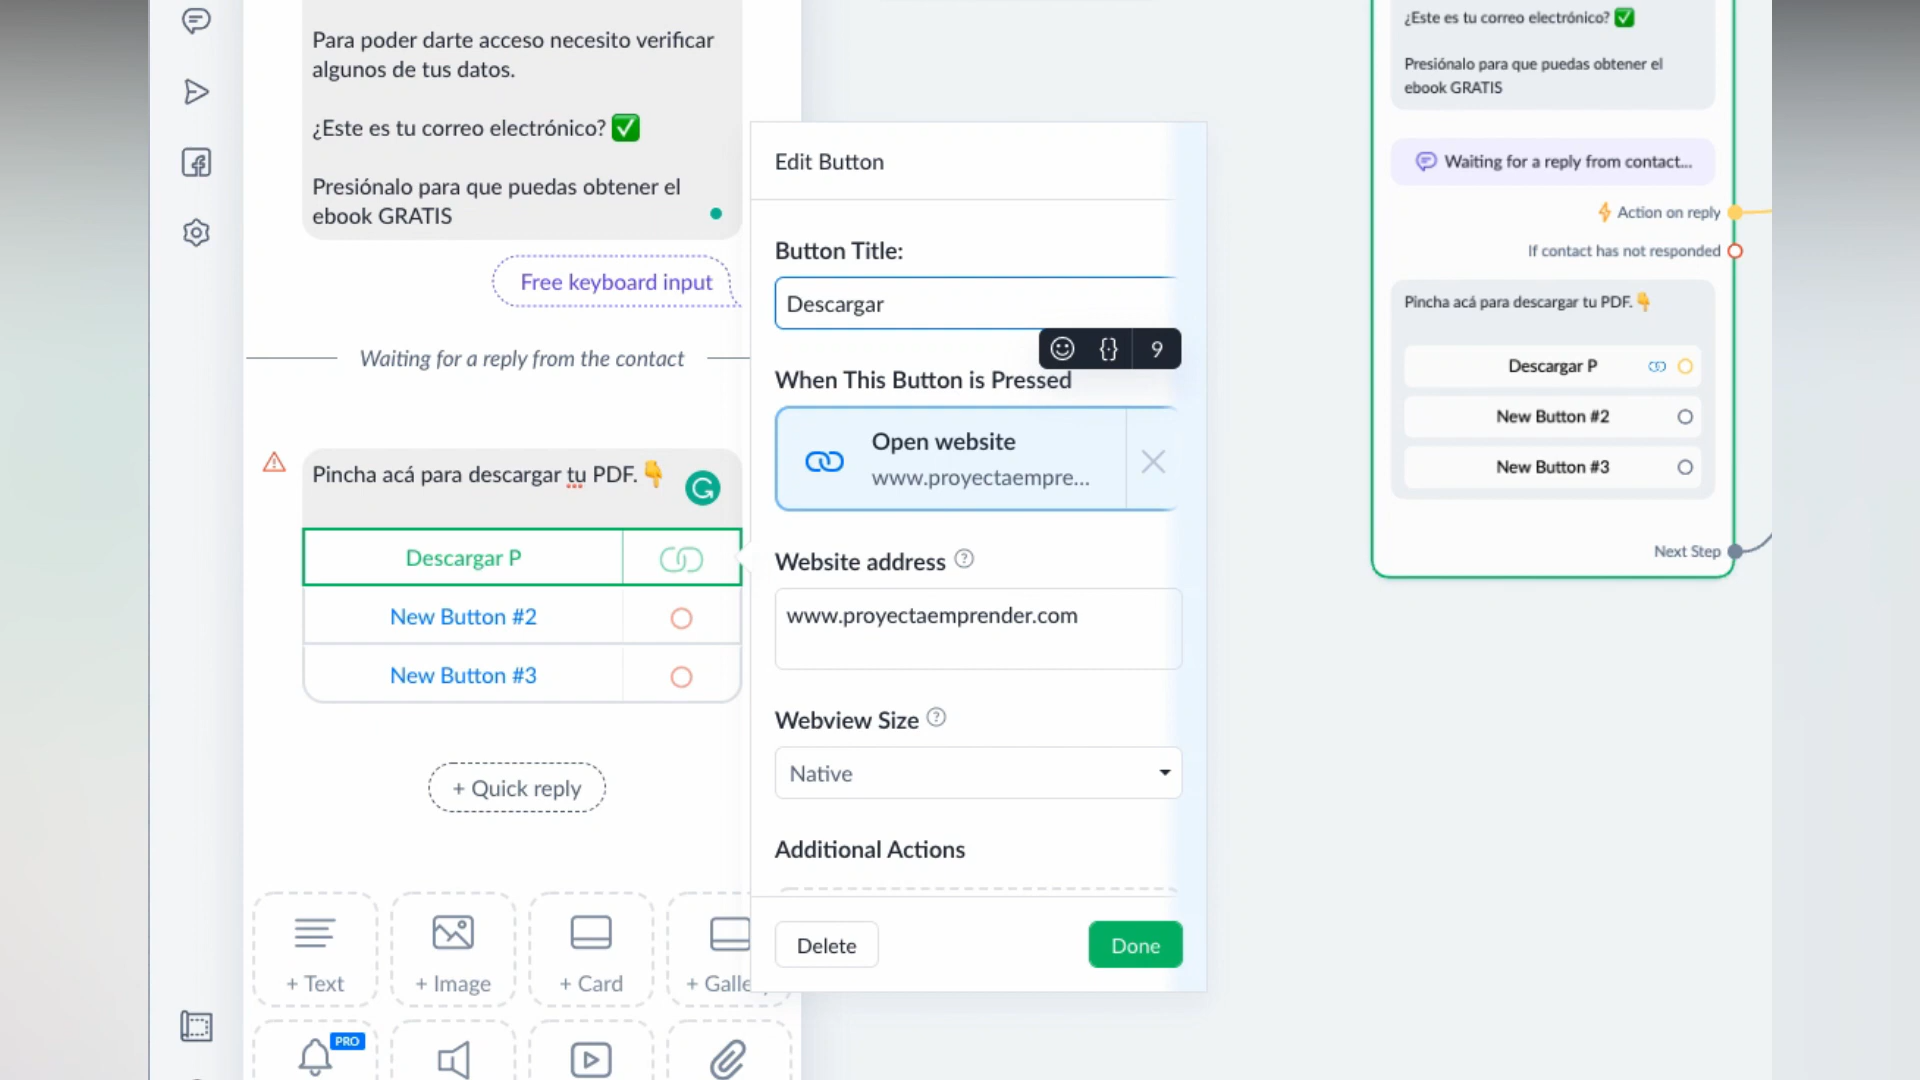 Para poder darte acceso necesito verificar
algunos de tus datos.
¿Este es tu correo electrónico? ✅
Presiónalo para que puedas obtener el
ebook GRATIS
Free keyboard input
Waiting for a reply from the contact
Pincha acá para descargar tu PDF. 👇
Descargar P
New Button #2
New Button #3
+ Quick reply
+ Text
+ Image
+ Card
+ Galle
PRO
Edit Button
Button Title:
Descargar
9
When This Button is Pressed
Open website
www.proyectaempre...
Website address
www.proyectaemprender.com
Webview Size
Native
Additional Actions
Delete
Done
¿Este es tu correo electrónico? ✅
Presiónalo para que puedas obtener el
ebook GRATIS
Waiting for a reply from contact...
Action on reply
If contact has not responded
Pincha acá para descargar tu PDF. 👇
Descargar P
New Button #2
New Button #3
Next Step